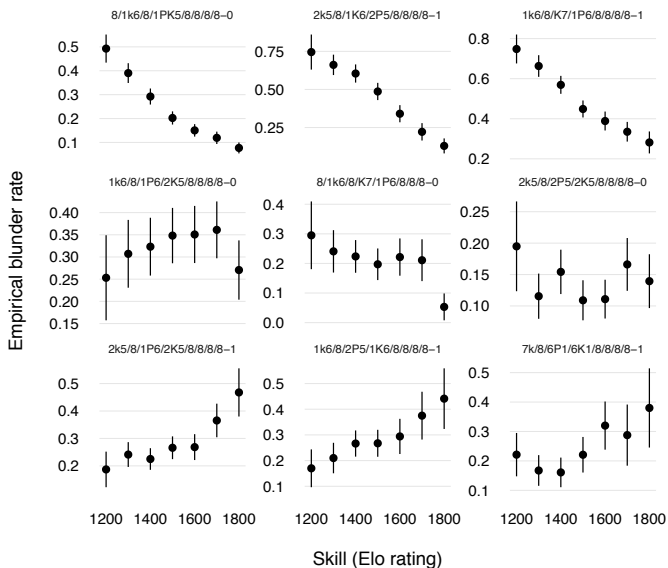 8/1k6/8/1PK5/8/8/8/8−0
2k5/8/1K6/2P5/8/8/8/8−1
1k6/8/K7/1P6/8/8/8/8−1
0.5
0.4
0.3
0.2
0.1
0.75
0.50
0.25
0.8
0.6
0.4
0.2
1k6/8/1P6/2K5/8/8/8/8−0
8/1k6/8/K7/1P6/8/8/8−0
2k5/8/2P5/2K5/8/8/8/8−0
Empirical blunder rate
0.40
0.35
0.30
0.25
0.20
0.15
0.4
0.3
0.2
0.1
0.0
0.25
0.20
0.15
0.10
2k5/8/1P6/2K5/8/8/8/8−1
1k6/8/2P5/1K6/8/8/8/8−1
7k/8/6P1/6K1/8/8/8/8−1
0.5
0.4
0.3
0.2
0.5
0.4
0.3
0.2
0.1
0.5
0.4
0.3
0.2
0.1
1200 1400 1600 1800
1200 1400 1600 1800
1200 1400 1600 1800
Skill (Elo rating)